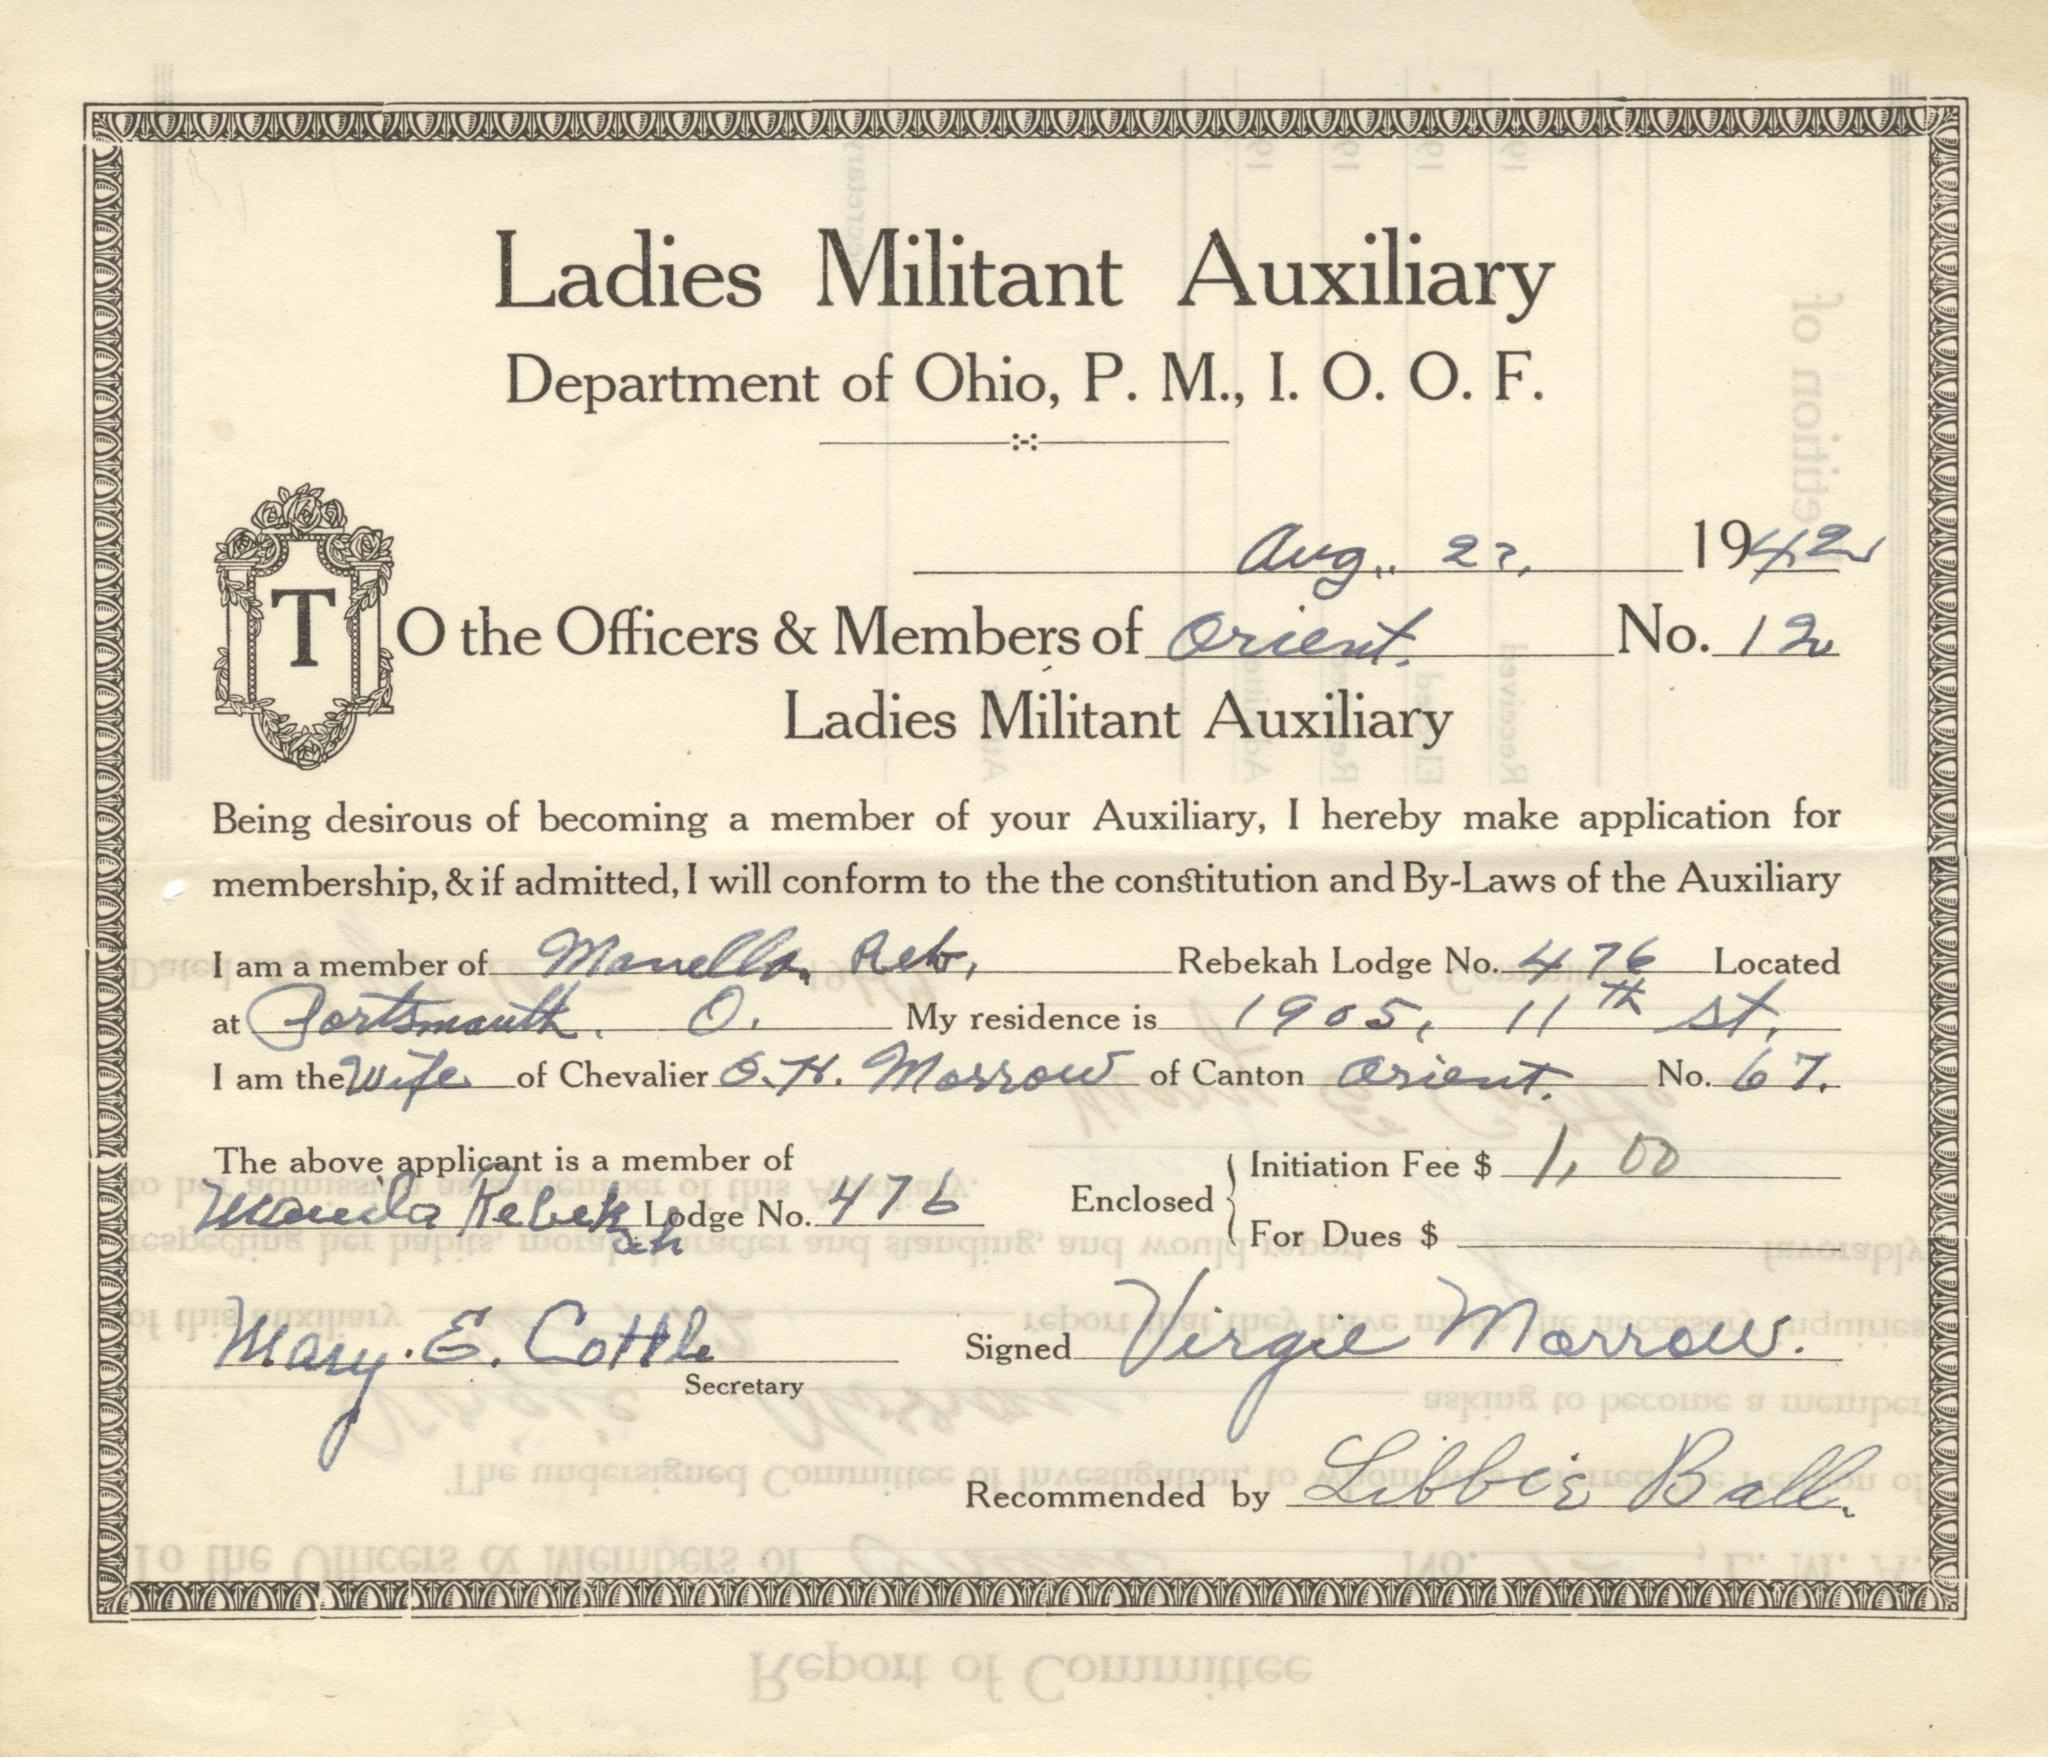 Ladies Militant Auxiliary
Department of Ohio, P. M., I. O. O. F.
Aug. 1942
TO the Officers & Members of Orient. No. 12
Ladies Militant Auxiliary
Being desirous of becoming a member of your Auxiliary, I hereby make application for
membership, & if admitted, I will conform to the the constitution and By-Laws of the Auxiliary
I am a member of Manella Reb, Rebekah Lodge No. 476 Located
at Portsmouth. O. My residence is 1905, 11th St,
I am the Wife of Chevalier O. H. Morrow of Canton Orient. No. 67.
The above applicant is a member of
Manila Rebekah Lodge No. 476
Enclosed Initiation Fee $ 1,00
For Dues $
Mary. E. Cottle
Secretary
Signed Virgie Morrow.
Recommended by Libbie Ball.
Report of Committee